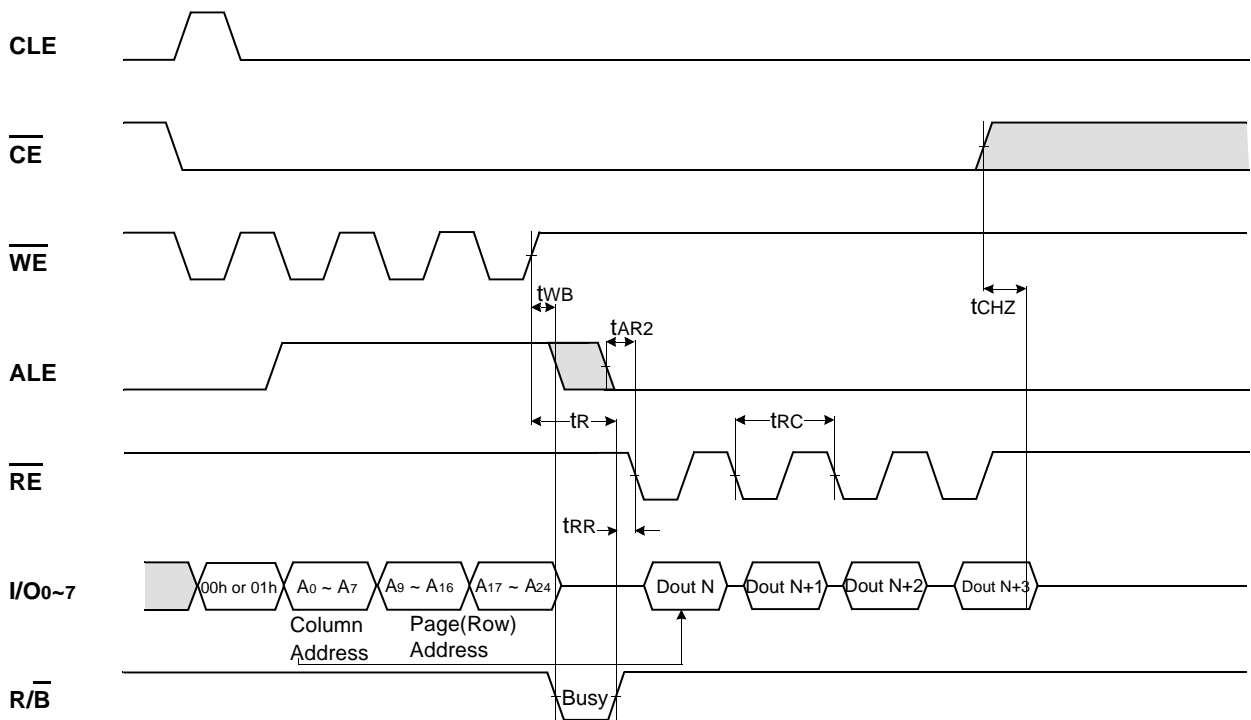 CLE
CE
WE
tWB
tCHZ
tAR2
ALE
tR
tRC
RE
tRR
I/O0~7
00h or 01h
A0 ~ A7
A9 ~ A16
A17 ~ A24
Dout N
Dout N+1
Dout N+2
Dout N+3
Column
Address
Page(Row)
Address
R/B
Busy